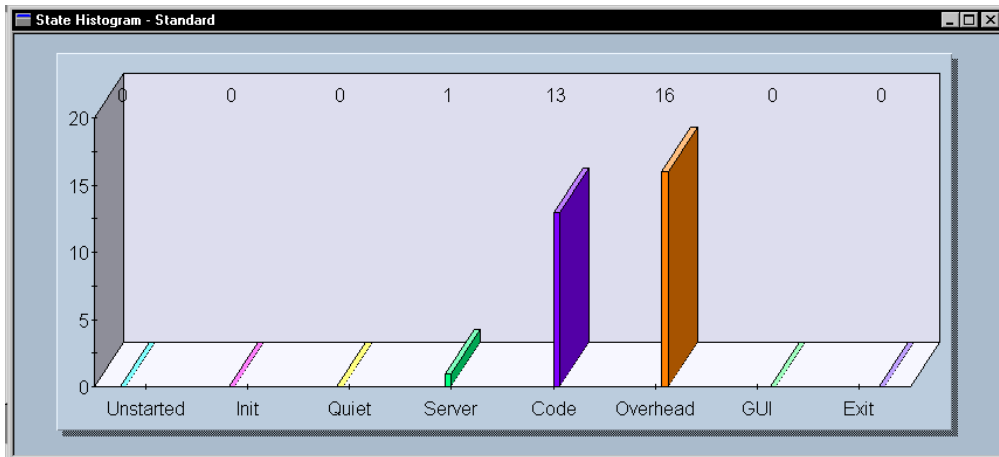 State Histogram - Standard
0 0 0 1 13 16 0 0
20
15
10
5
0
Unstarted Init Quiet Server Code Overhead GUI Exit